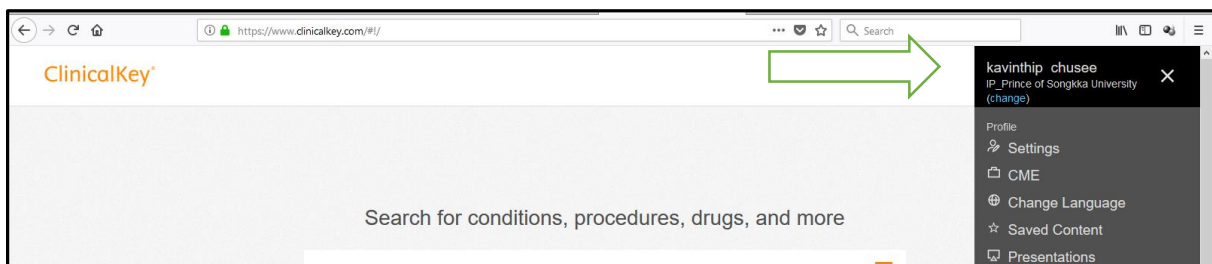 https://www.clinicalkey.com/#!/
Search
ClinicalKey®
kavinthip chusee
IP_Prince of Songkka University
(change)
Profile
Settings
CME
Change Language
Saved Content
Presentations
Search for conditions, procedures, drugs, and more